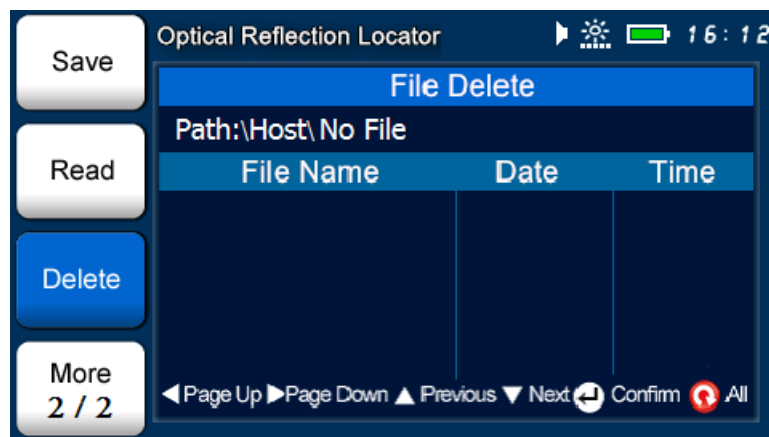 Save
Optical Reflection Locator 16:12
File Delete
Path:\Host\ No File
Read
File Name Date Time
Delete
More
2 / 2
Page Up Page Down Previous Next Confirm All